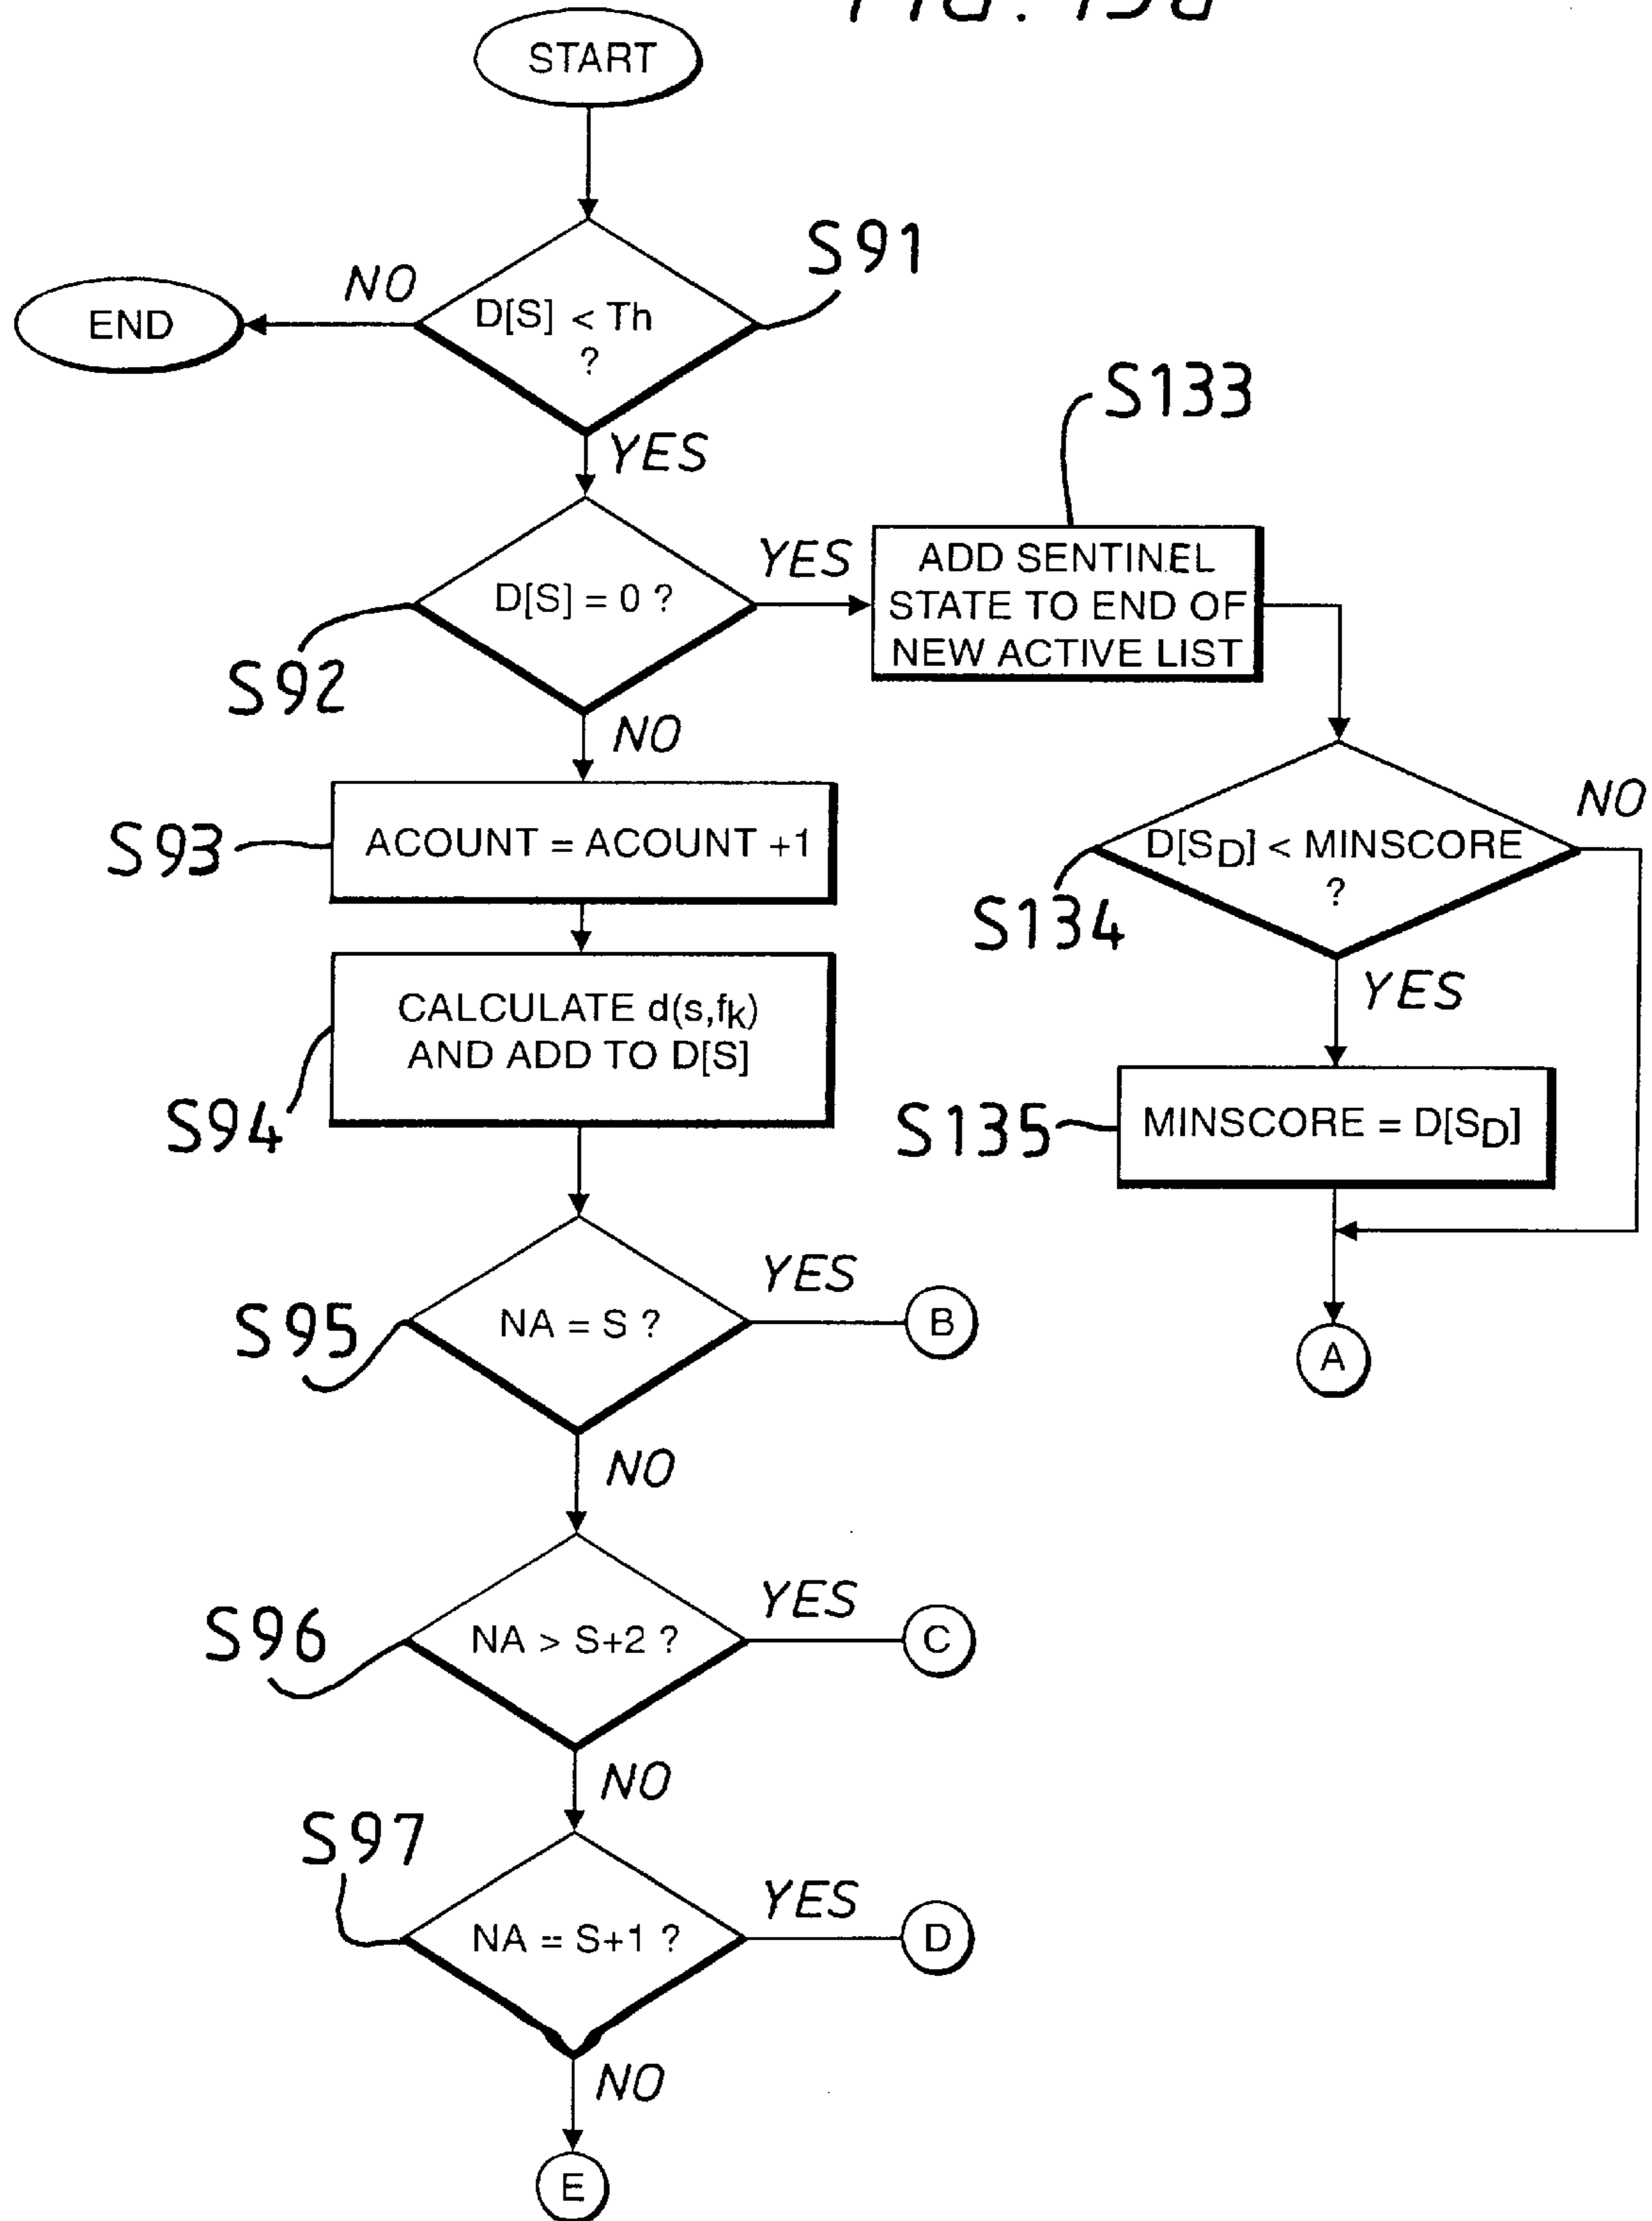 START
S91
NO
D[S] < Th
?
END
YES
S133
D[S] = 0 ?
YES
ADD SENTINEL
STATE TO END OF
NEW ACTIVE LIST
S92
NO
S93
ACOUNT = ACOUNT +1
D[SD] < MINSCORE
?
NO
S134
YES
CALCULATE d(s,fk)
AND ADD TO D[S]
S94
S135
MINSCORE = D[SD]
S95
NA = S ?
YES
B
A
NO
S96
NA > S+2 ?
YES
C
NO
S97
NA = S+1 ?
YES
D
NO
E